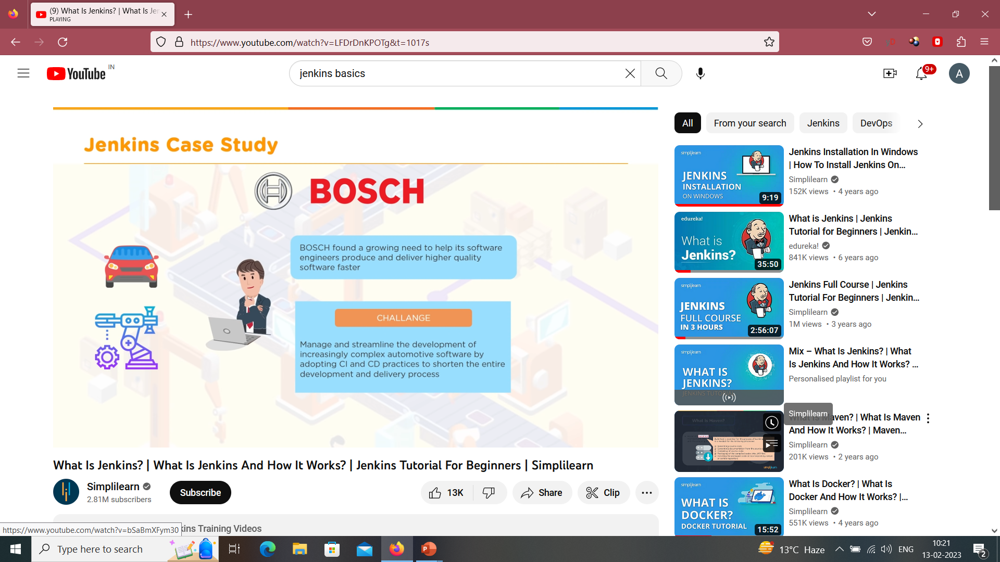 (9) What Is Jenkins? | What Is Jen
PLAYING
https://www.youtube.com/watch?v=LFDrDnKPOTg&t=1017s
YouTube IN
jenkins basics
9+
A
Jenkins Case Study
BOSCH
BOSCH found a growing need to help its software
engineers produce and deliver higher quality
software faster
CHALLANGE
Manage and streamline the development of
increasingly complex automotive software by
adopting CI and CD practices to shorten the entire
development and delivery process
What Is Jenkins? | What Is Jenkins And How It Works? | Jenkins Tutorial For Beginners | Simplilearn
Simplilearn
2.81M subscribers
Subscribe
13K
Share
Clip
kins Training Videos
https://www.youtube.com/watch?v=bSaBmXFym30
All
From your search
Jenkins
DevOps
simplilearn
JENKINS
INSTALLATION
ON WINDOWS
9:19
Jenkins Installation In Windows
| How To Install Jenkins On...
Simplilearn
152K views • 4 years ago
edureka!
What is
Jenkins?
35:50
What is Jenkins | Jenkins
Tutorial for Beginners | Jenkin...
edureka!
841K views • 6 years ago
simplilearn
JENKINS
FULL COURSE
IN 3 HOURS
2:56:07
Jenkins Full Course | Jenkins
Tutorial For Beginners | Jenkin...
Simplilearn
1M views • 3 years ago
simplilearn
WHAT IS
JENKINS?
JENKINS TUTORIAL
Mix – What Is Jenkins? | What
Is Jenkins And How It Works? ...
Personalised playlist for you
Simplilearn
What Is Maven?
What Is Maven? | What Is Maven
And How It Works? | Maven...
Simplilearn
201K views • 2 years ago
simplilearn
simplilearn
WHAT IS
DOCKER?
DOCKER TUTORIAL
15:52
What Is Docker? | What Is
Docker And How It Works? |...
Simplilearn
551K views • 4 years ago
Type here to search
13°C Haze
ENG
10:21
13-02-2023
2